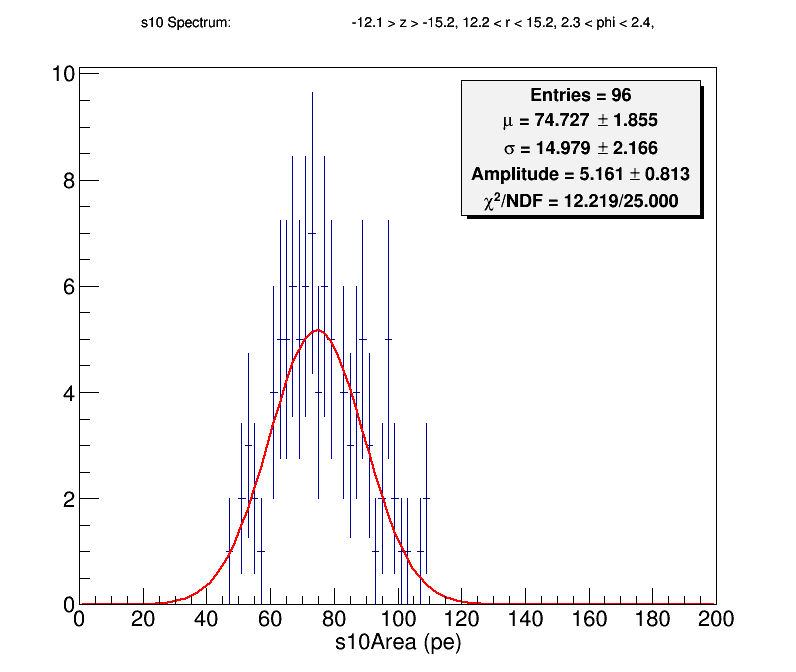 s10 Spectrum: -12.1 > z > -15.2, 12.2 < r < 15.2, 2.3 < phi < 2.4,
Entries = 96
μ = 74.727 ± 1.855
σ = 14.979 ± 2.166
Amplitude = 5.161 ± 0.813
χ²/NDF = 12.219/25.000
10
8
6
4
2
0
0 20 40 60 80 100 120 140 160 180 200
s10Area (pe)